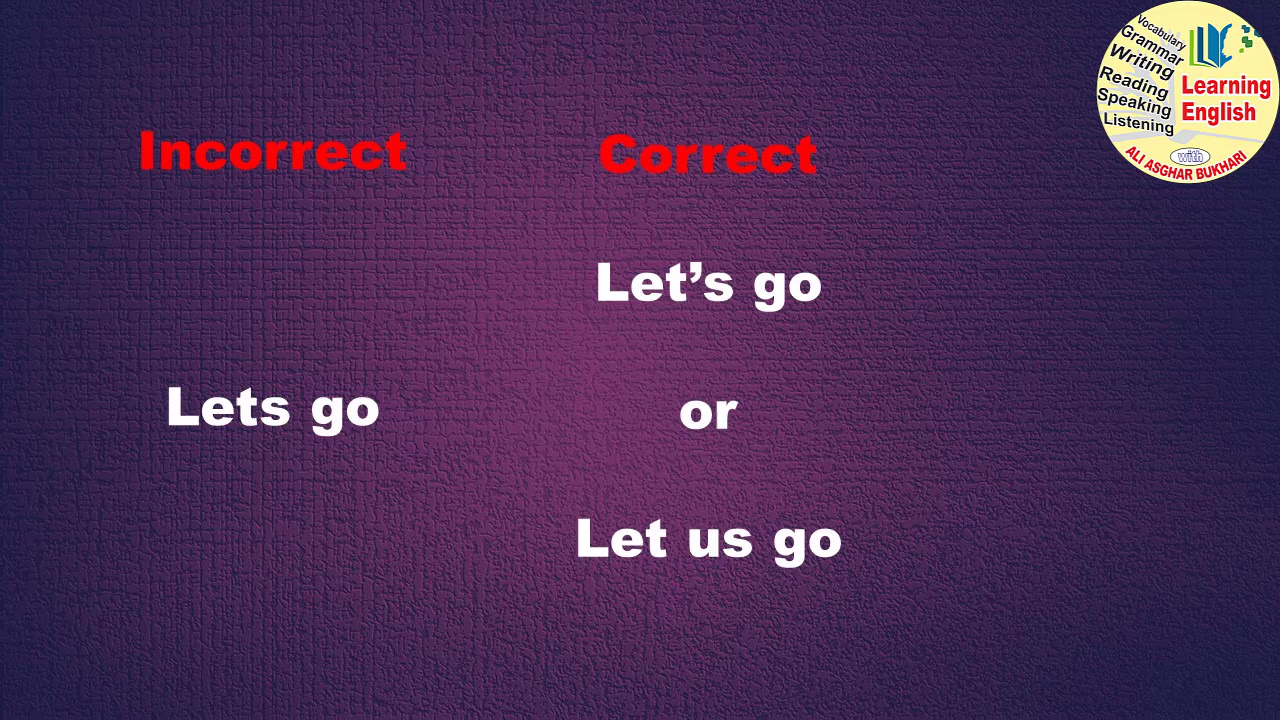 Incorrect
Correct
Let’s go
Lets go
or
Let us go
Vocabulary
Grammar
Writing
Reading
Speaking
Listening
Learning
English
with
ALI ASGHAR BUKHARI